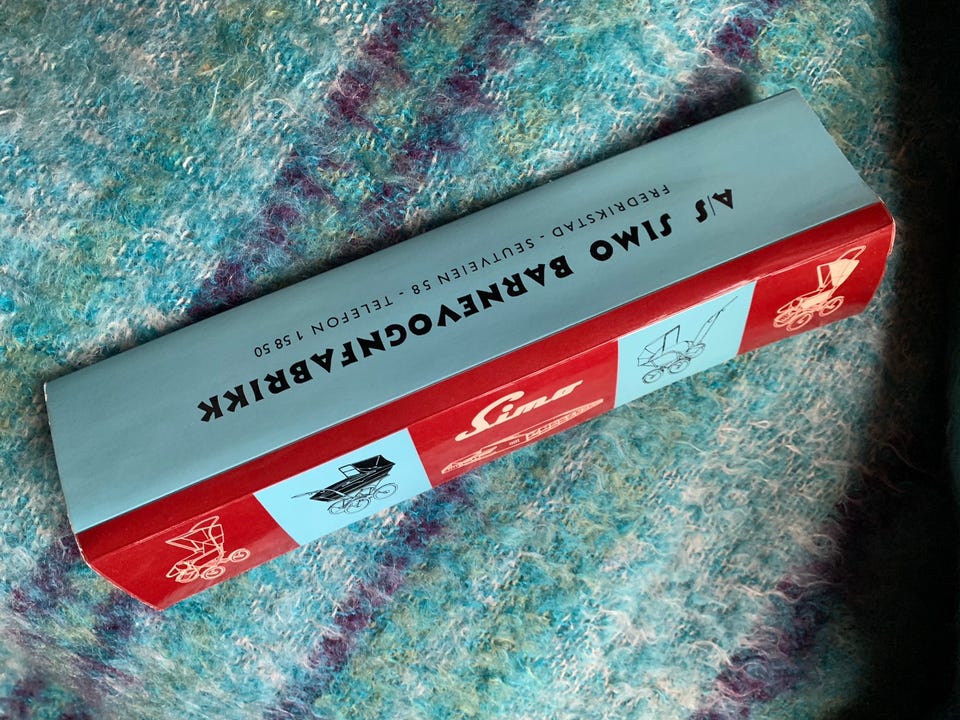 A/S SIMO BARNEVOGNFABRIKK
FREDRIKSTAD - SEUTVEIEN 58 - TELEFON 1 58 50
Simo